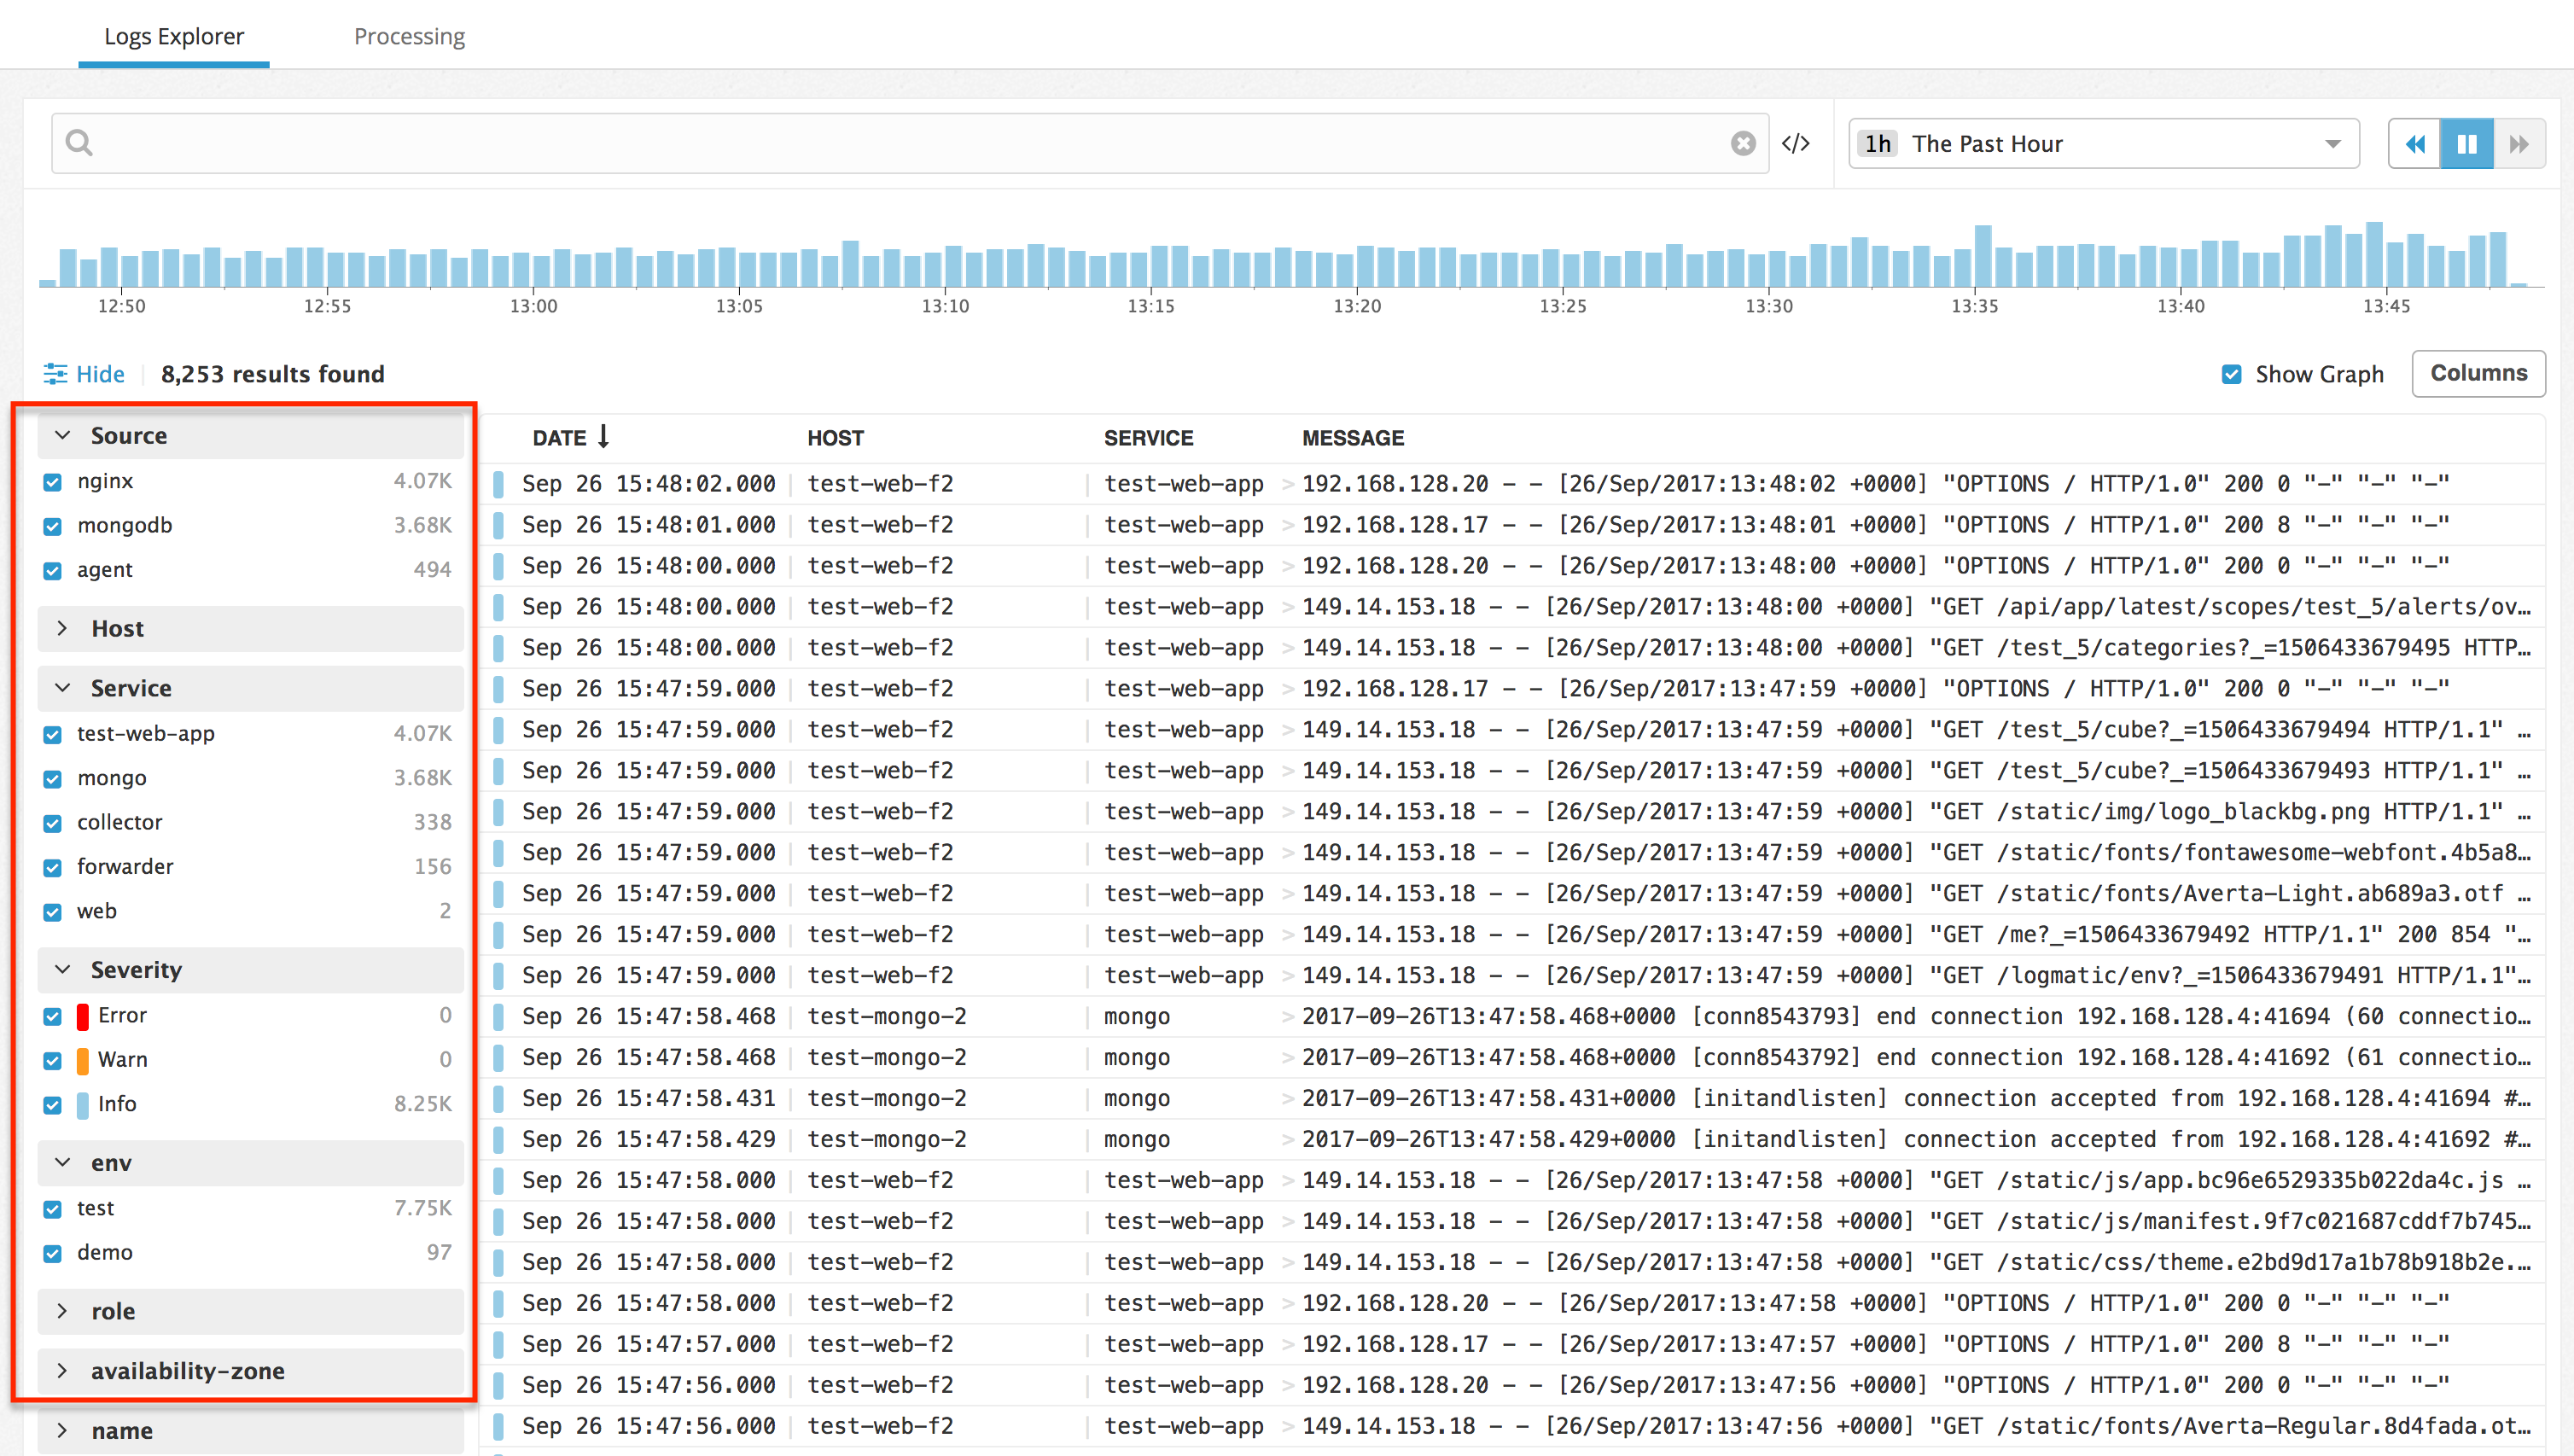 Logs Explorer Processing
</> 1h The Past Hour
12:50 12:55 13:00 13:05 13:10 13:15 13:20 13:25 13:30 13:35 13:40 13:45
Hide 8,253 results found Show Graph Columns
Source
nginx 4.07K
mongodb 3.68K
agent 494
Host
Service
test-web-app 4.07K
mongo 3.68K
collector 338
forwarder 156
web 2
Severity
Error 0
Warn 0
Info 8.25K
env
test 7.75K
demo 97
role
availability-zone
name
DATE ↓ HOST SERVICE MESSAGE
Sep 26 15:48:02.000 | test-web-f2 | test-web-app > 192.168.128.20 - - [26/Sep/2017:13:48:02 +0000] "OPTIONS / HTTP/1.0" 200 0 "-" "-" "-"
Sep 26 15:48:01.000 | test-web-f2 | test-web-app > 192.168.128.17 - - [26/Sep/2017:13:48:01 +0000] "OPTIONS / HTTP/1.0" 200 8 "-" "-" "-"
Sep 26 15:48:00.000 | test-web-f2 | test-web-app > 192.168.128.20 - - [26/Sep/2017:13:48:00 +0000] "OPTIONS / HTTP/1.0" 200 0 "-" "-" "-"
Sep 26 15:48:00.000 | test-web-f2 | test-web-app > 149.14.153.18 - - [26/Sep/2017:13:48:00 +0000] "GET /api/app/latest/scopes/test_5/alerts/ov…
Sep 26 15:48:00.000 | test-web-f2 | test-web-app > 149.14.153.18 - - [26/Sep/2017:13:48:00 +0000] "GET /test_5/categories?_=1506433679495 HTTP…
Sep 26 15:47:59.000 | test-web-f2 | test-web-app > 192.168.128.17 - - [26/Sep/2017:13:47:59 +0000] "OPTIONS / HTTP/1.0" 200 0 "-" "-" "-"
Sep 26 15:47:59.000 | test-web-f2 | test-web-app > 149.14.153.18 - - [26/Sep/2017:13:47:59 +0000] "GET /test_5/cube?_=1506433679494 HTTP/1.1" …
Sep 26 15:47:59.000 | test-web-f2 | test-web-app > 149.14.153.18 - - [26/Sep/2017:13:47:59 +0000] "GET /test_5/cube?_=1506433679493 HTTP/1.1" …
Sep 26 15:47:59.000 | test-web-f2 | test-web-app > 149.14.153.18 - - [26/Sep/2017:13:47:59 +0000] "GET /static/img/logo_blackbg.png HTTP/1.1" …
Sep 26 15:47:59.000 | test-web-f2 | test-web-app > 149.14.153.18 - - [26/Sep/2017:13:47:59 +0000] "GET /static/fonts/fontawesome-webfont.4b5a8…
Sep 26 15:47:59.000 | test-web-f2 | test-web-app > 149.14.153.18 - - [26/Sep/2017:13:47:59 +0000] "GET /static/fonts/Averta-Light.ab689a3.otf …
Sep 26 15:47:59.000 | test-web-f2 | test-web-app > 149.14.153.18 - - [26/Sep/2017:13:47:59 +0000] "GET /me?_=1506433679492 HTTP/1.1" 200 854 "…
Sep 26 15:47:59.000 | test-web-f2 | test-web-app > 149.14.153.18 - - [26/Sep/2017:13:47:59 +0000] "GET /logmatic/env?_=1506433679491 HTTP/1.1"…
Sep 26 15:47:58.468 | test-mongo-2 | mongo > 2017-09-26T13:47:58.468+0000 [conn8543793] end connection 192.168.128.4:41694 (60 connectio…
Sep 26 15:47:58.468 | test-mongo-2 | mongo > 2017-09-26T13:47:58.468+0000 [conn8543792] end connection 192.168.128.4:41692 (61 connectio…
Sep 26 15:47:58.431 | test-mongo-2 | mongo > 2017-09-26T13:47:58.431+0000 [initandlisten] connection accepted from 192.168.128.4:41694 #…
Sep 26 15:47:58.429 | test-mongo-2 | mongo > 2017-09-26T13:47:58.429+0000 [initandlisten] connection accepted from 192.168.128.4:41692 #…
Sep 26 15:47:58.000 | test-web-f2 | test-web-app > 149.14.153.18 - - [26/Sep/2017:13:47:58 +0000] "GET /static/js/app.bc96e6529335b022da4c.js …
Sep 26 15:47:58.000 | test-web-f2 | test-web-app > 149.14.153.18 - - [26/Sep/2017:13:47:58 +0000] "GET /static/js/manifest.9f7c021687cddf7b745…
Sep 26 15:47:58.000 | test-web-f2 | test-web-app > 149.14.153.18 - - [26/Sep/2017:13:47:58 +0000] "GET /static/css/theme.e2bd9d17a1b78b918b2e.…
Sep 26 15:47:58.000 | test-web-f2 | test-web-app > 192.168.128.20 - - [26/Sep/2017:13:47:58 +0000] "OPTIONS / HTTP/1.0" 200 0 "-" "-" "-"
Sep 26 15:47:57.000 | test-web-f2 | test-web-app > 192.168.128.17 - - [26/Sep/2017:13:47:57 +0000] "OPTIONS / HTTP/1.0" 200 8 "-" "-" "-"
Sep 26 15:47:56.000 | test-web-f2 | test-web-app > 192.168.128.20 - - [26/Sep/2017:13:47:56 +0000] "OPTIONS / HTTP/1.0" 200 0 "-" "-" "-"
Sep 26 15:47:56.000 | test-web-f2 | test-web-app > 149.14.153.18 - - [26/Sep/2017:13:47:56 +0000] "GET /static/fonts/Averta-Regular.8d4fada.ot…